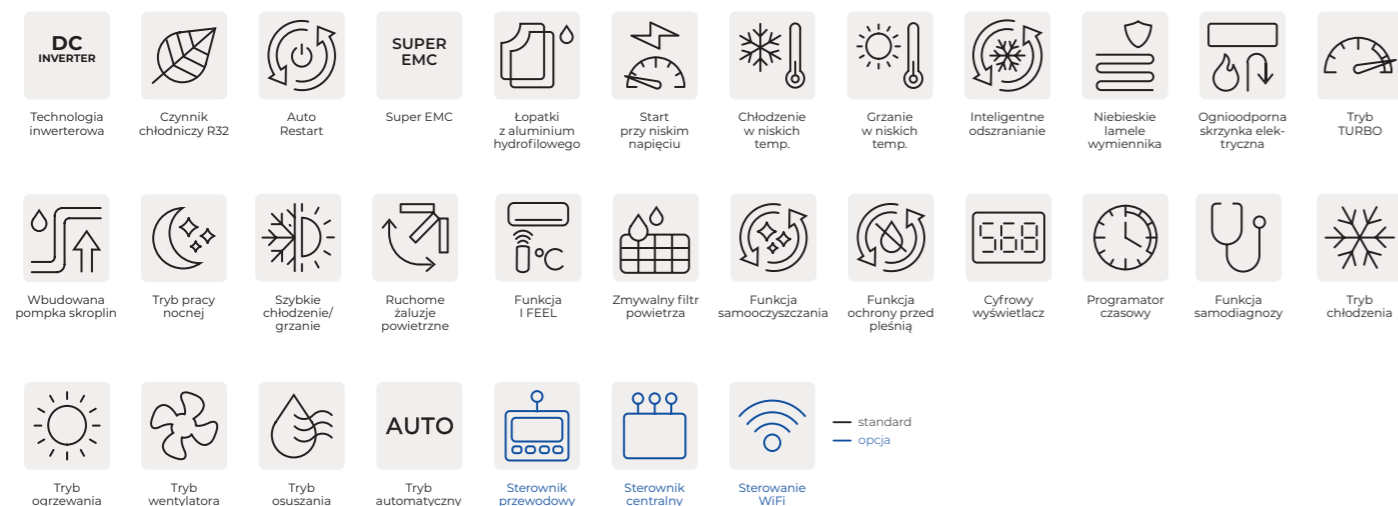 DC
INVERTER
SUPER
EMC
Technologia
inwerterowa
Czynnik
chłodniczy R32
Auto
Restart
Super EMC
Łopatki
z aluminium
hydrofilowego
Start
przy niskim
napięciu
Chłodzenie
w niskich
temp.
Grzanie
w niskich
temp.
Inteligentne
odszranianie
Niebieskie
lamele
wymiennika
Ognioodporna
skrzynka elek-
tryczna
Tryb
TURBO
°C
568
Wbudowana
pompka skroplin
Tryb pracy
nocnej
Szybkie
chłodzenie/
grzanie
Ruchome
żaluzje
powietrzne
Funkcja
I FEEL
Zmywalny filtr
powietrza
Funkcja
samooczyszczania
Funkcja
ochrony przed
pleśnią
Cyfrowy
wyświetlacz
Programator
czasowy
Funkcja
samodiagnozy
Tryb
chłodzenia
AUTO
standard
opcja
Tryb
ogrzewania
Tryb
wentylatora
Tryb
osuszania
Tryb
automatyczny
Sterownik
przewodowy
Sterownik
centralny
Sterowanie
WiFi